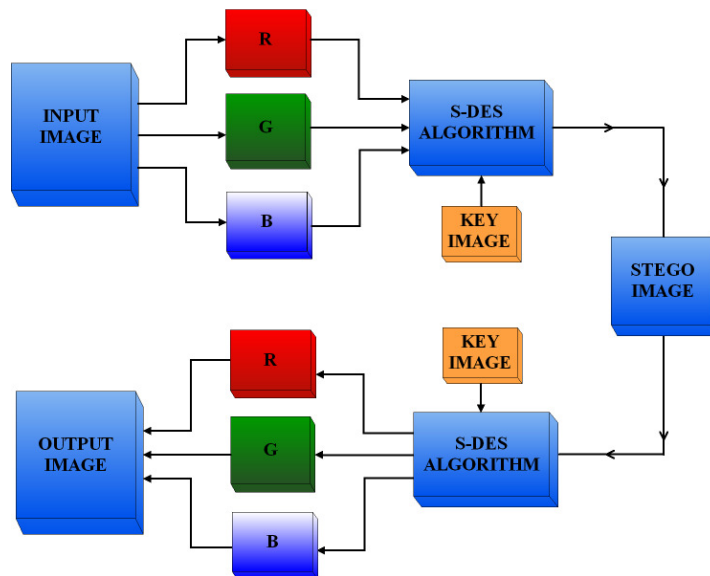 R
INPUT
IMAGE
G
S-DES
ALGORITHM
B
KEY
IMAGE
STEGO
IMAGE
KEY
IMAGE
R
OUTPUT
IMAGE
G
S-DES
ALGORITHM
B